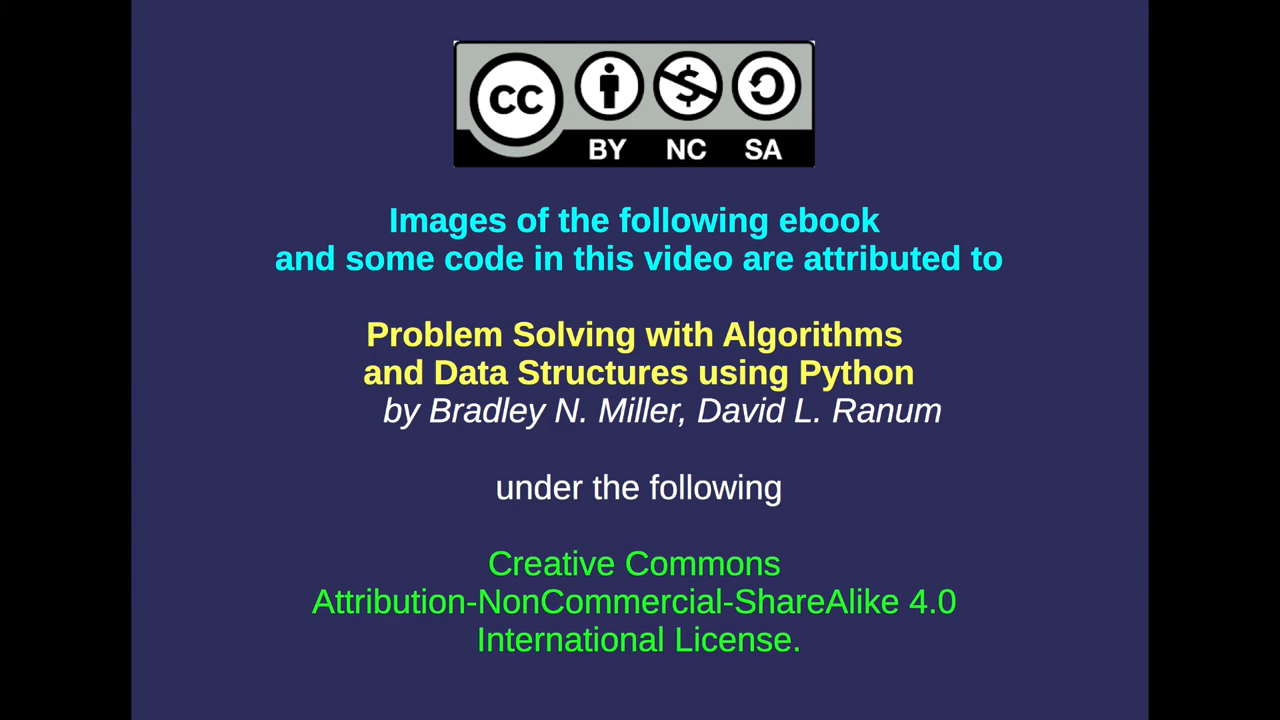 CC
BY NC SA
Images of the following ebook
and some code in this video are attributed to
Problem Solving with Algorithms
and Data Structures using Python
by Bradley N. Miller, David L. Ranum
under the following
Creative Commons
Attribution-NonCommercial-ShareAlike 4.0
International License.